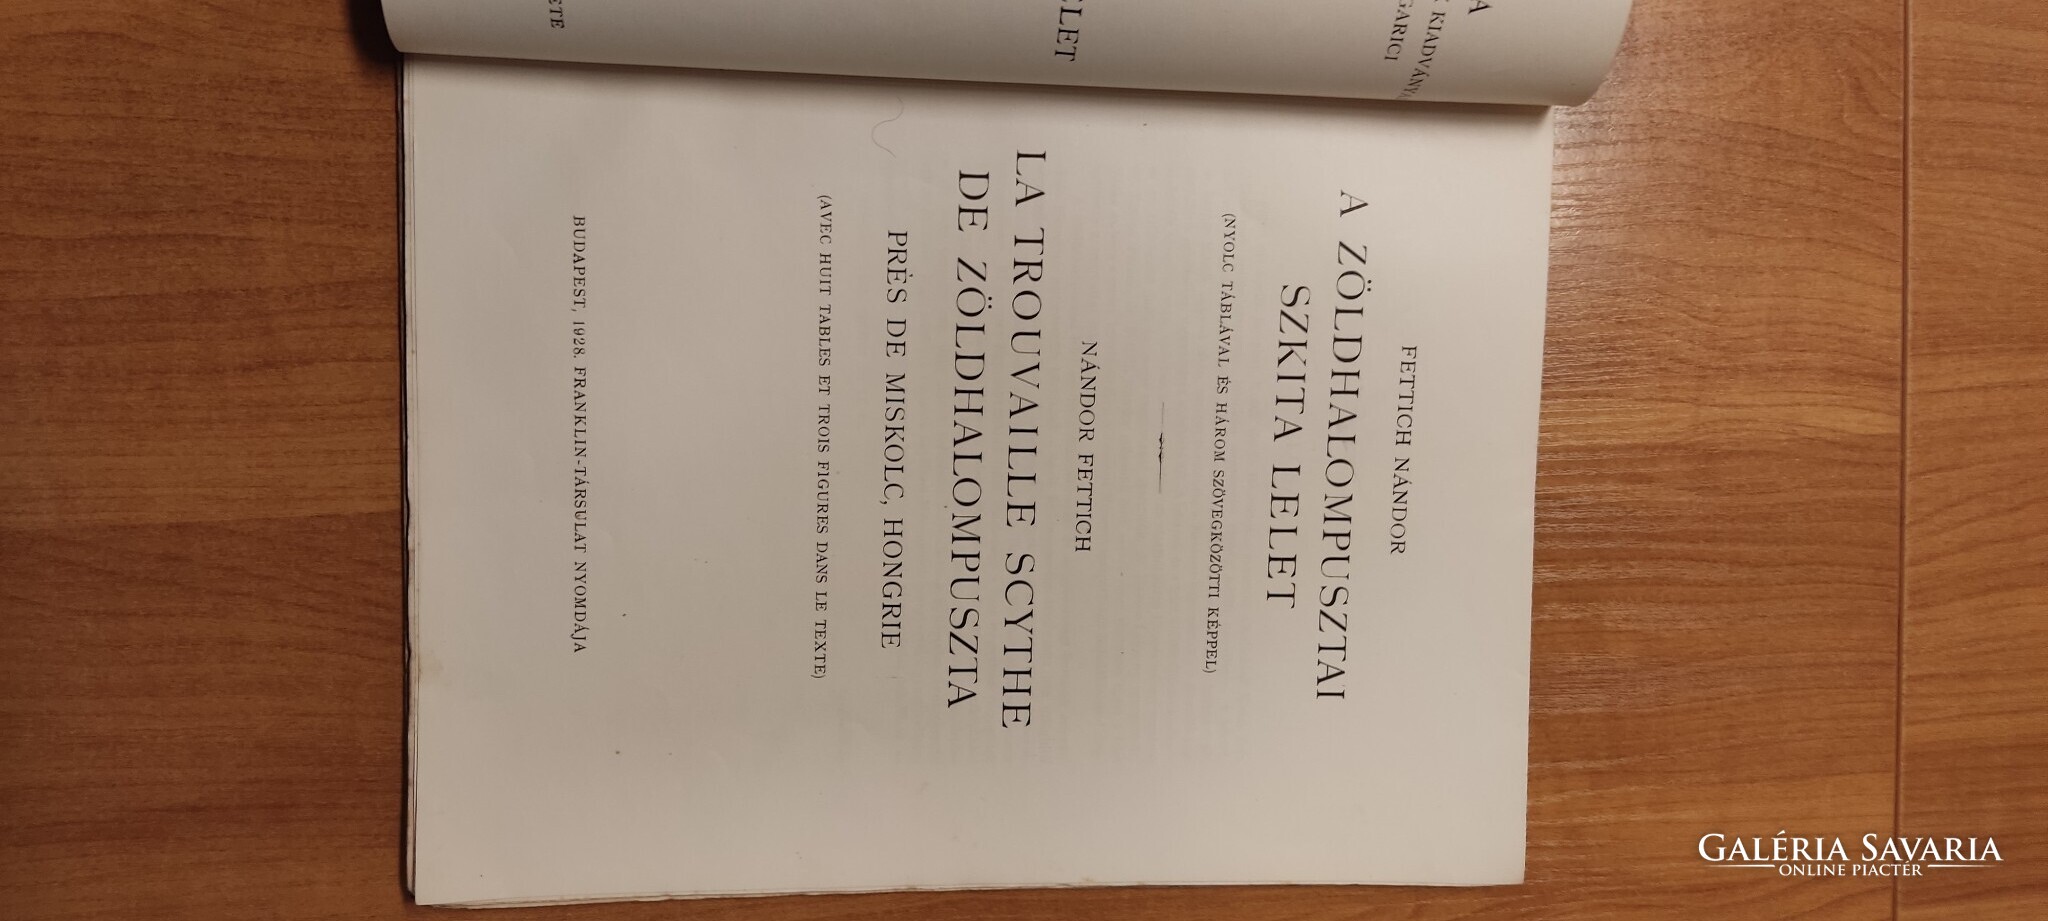 FETTICH NÁNDOR
A ZÖLDHALOMPUSZTAI
SZKITA LELET
(NYOLC TÁBLÁVAL ÉS HÁROM SZÖVEGKÖZÖTTI KÉPPEL)
NÁNDOR FETTICH
LA TROUVAILLE SCYTHE
DE ZÖLDHALOMPUSZTA
PRÈS DE MISKOLC, HONGRIE
(AVEC HUIT TABLES ET TROIS FIGURES DANS LE TEXTE)
BUDAPEST, 1928. FRANKLIN-TÁRSULAT NYOMDÁJA
GALÉRIA SAVARIA
ONLINE PIACTÉR